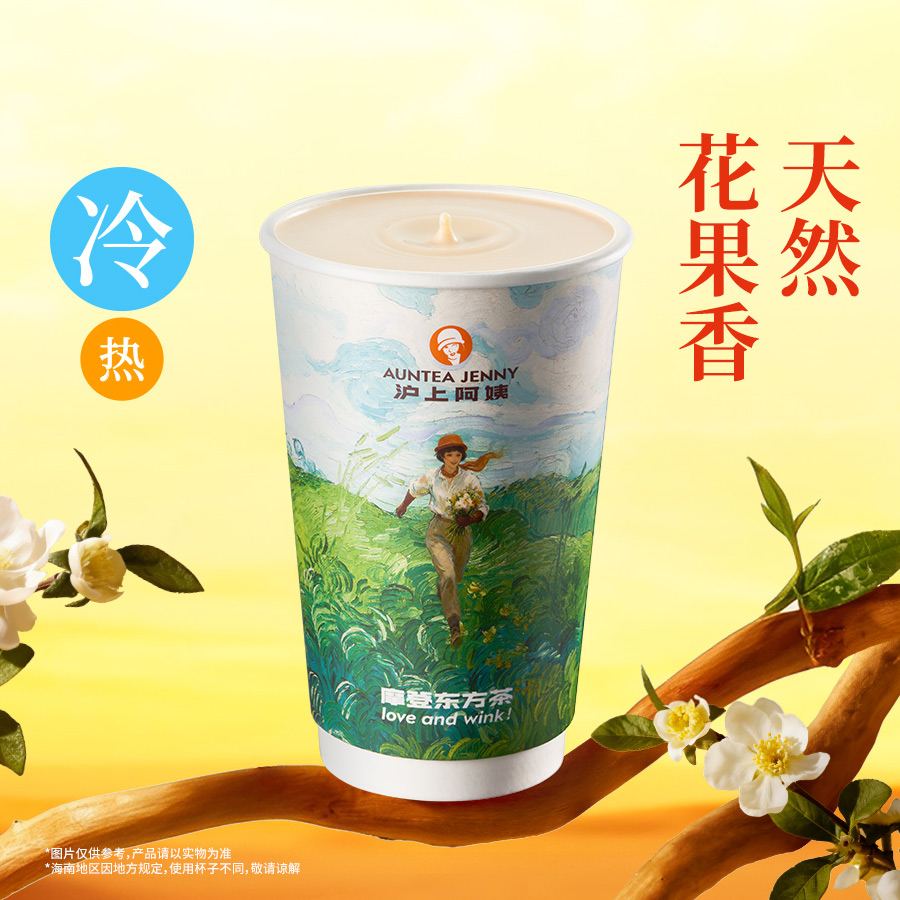 天然
花果香
冷
热
AUNTEA JENNY
沪上阿姨
摩登东方茶
love and wink!
*图片仅供参考,产品请以实物为准
*海南地区因地方规定,使用杯子不同,敬请谅解